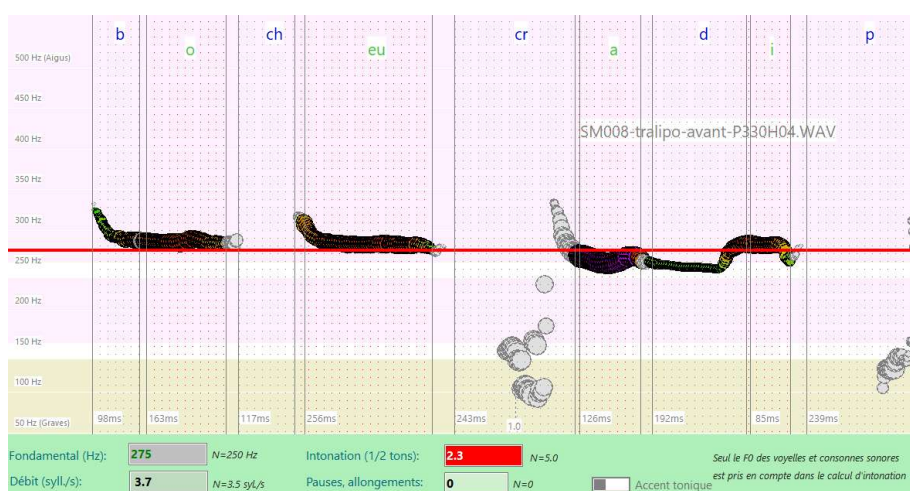 b o ch eu cr a d i p
500 Hz (Aigus)
450 Hz
400 Hz
SM008-tralipo-avant-P330H04.WAV
350 Hz
300 Hz
250 Hz
200 Hz
150 Hz
100 Hz
50 Hz (Graves) 98ms 163ms 117ms 256ms 243ms 1.0 126ms 192ms 85ms 239ms
Fondamental (Hz): 275 N=250 Hz Intonation (1/2 tons): 2.3 N=5.0 Seul le F0 des voyelles et consonnes sonores
est pris en compte dans le calcul d'intonation
Débit (syll./s): 3.7 N=3.5 syl/s Pauses, allongements: 0 N=0 Accent tonique